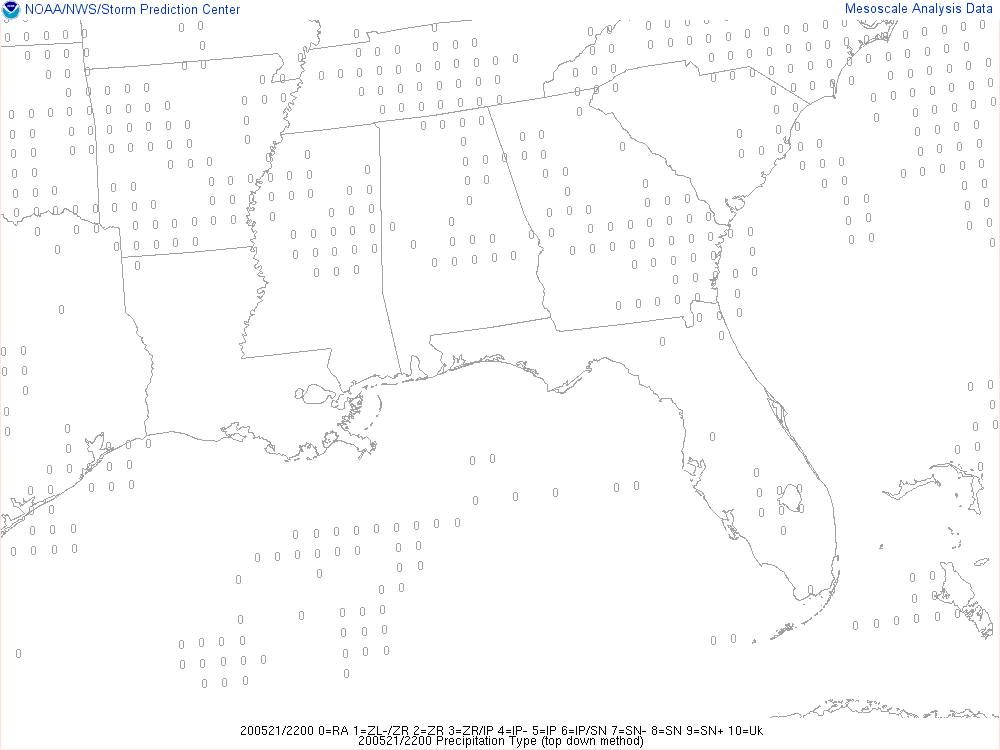 NOAA/NWS/Storm Prediction Center
Mesoscale Analysis Data
200521/2200 0=RA 1=ZL-/ZR 2=ZR 3=ZR/IP 4=IP- 5=IP 6=IP/SN 7=SN- 8=SN 9=SN+ 10=Uk
200521/2200 Precipitation Type (top down method)